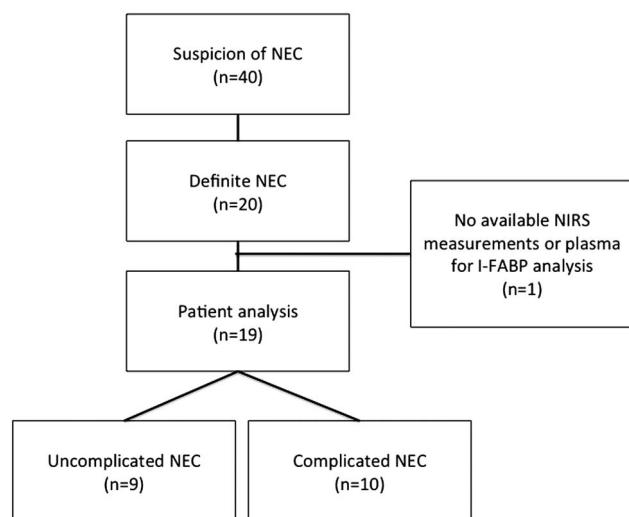 Suspicion of NEC
(n=40)
Definite NEC
(n=20)
No available NIRS
measurements or plasma
for I-FABP analysis
(n=1)
Patient analysis
(n=19)
Uncomplicated NEC
(n=9)
Complicated NEC
(n=10)